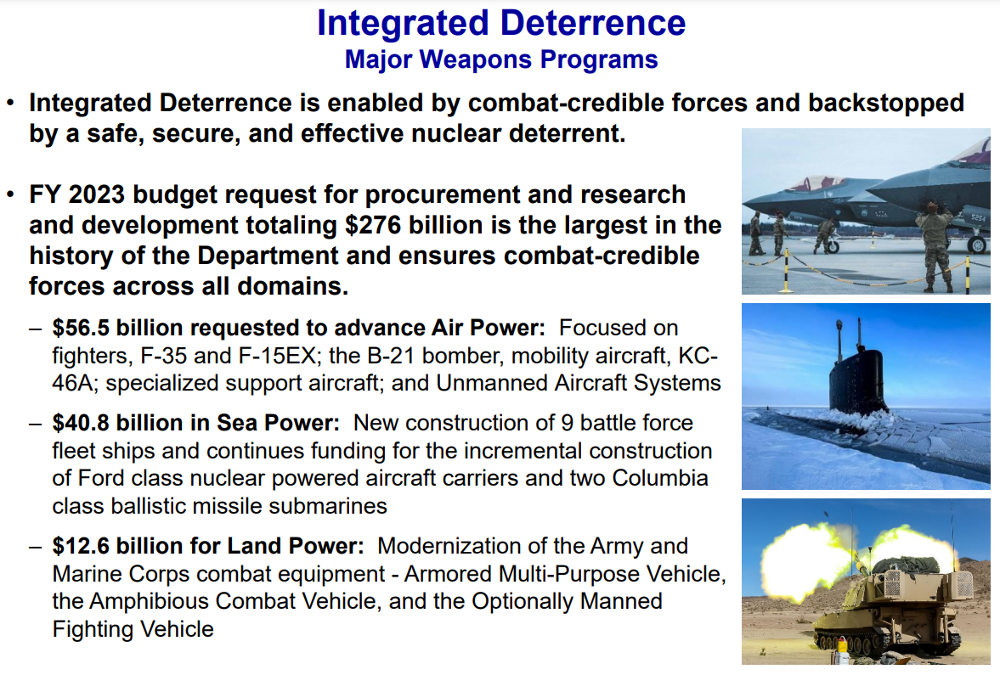 Integrated Deterrence
Major Weapons Programs
• Integrated Deterrence is enabled by combat-credible forces and backstopped
by a safe, secure, and effective nuclear deterrent.
• FY 2023 budget request for procurement and research
and development totaling $276 billion is the largest in the
history of the Department and ensures combat-credible
forces across all domains.
– $56.5 billion requested to advance Air Power: Focused on
fighters, F-35 and F-15EX; the B-21 bomber, mobility aircraft, KC-
46A; specialized support aircraft; and Unmanned Aircraft Systems
– $40.8 billion in Sea Power: New construction of 9 battle force
fleet ships and continues funding for the incremental construction
of Ford class nuclear powered aircraft carriers and two Columbia
class ballistic missile submarines
– $12.6 billion for Land Power: Modernization of the Army and
Marine Corps combat equipment - Armored Multi-Purpose Vehicle,
the Amphibious Combat Vehicle, and the Optionally Manned
Fighting Vehicle
5254